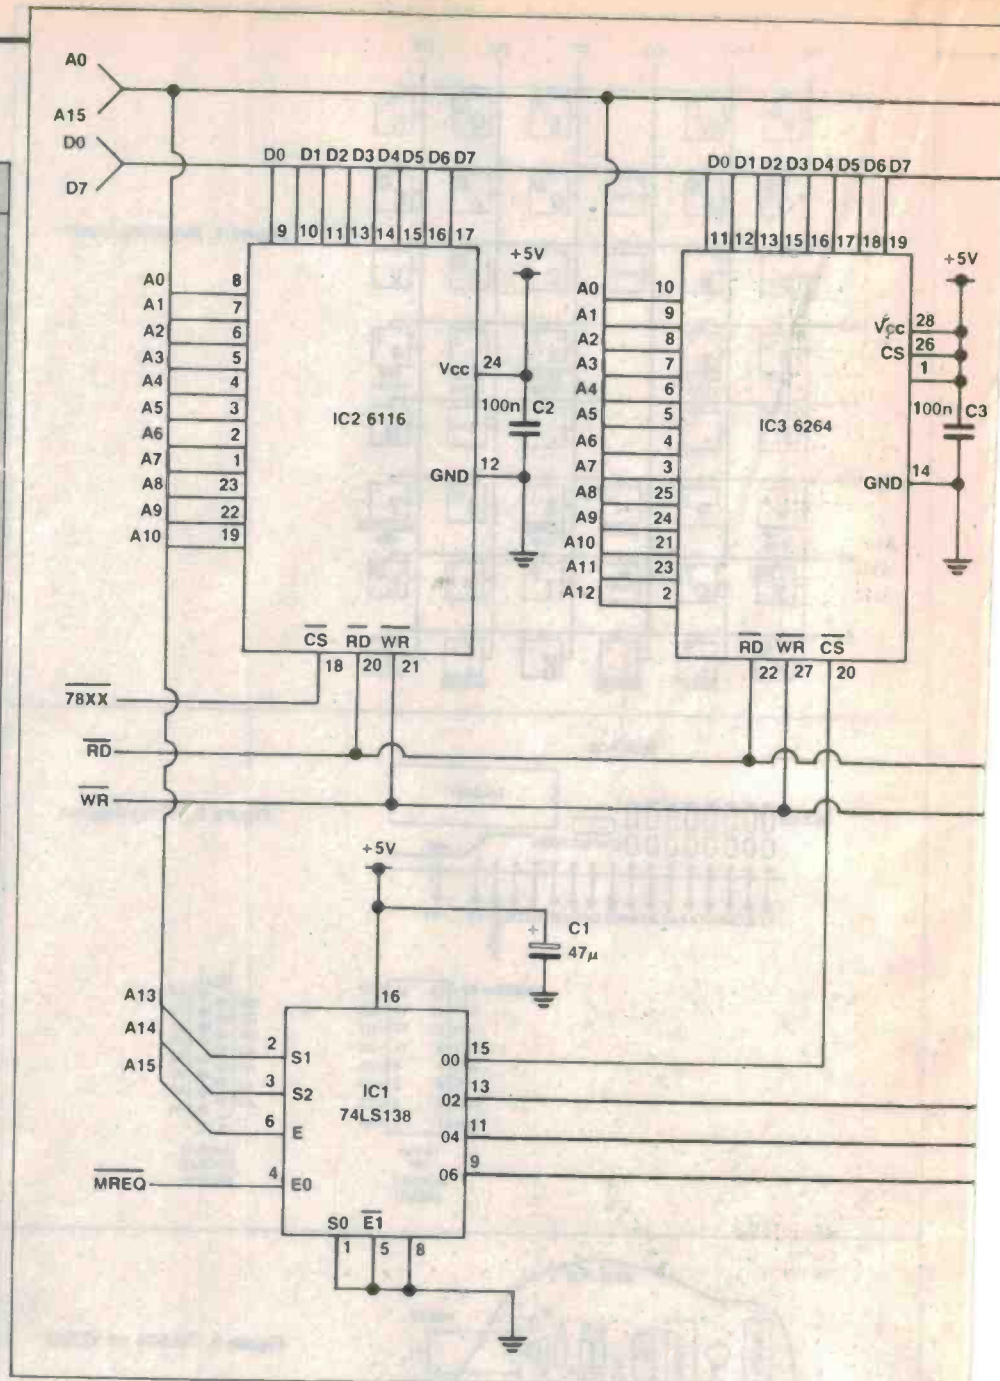 A0
A15
D0
D7
D0 D1 D2 D3 D4 D5 D6 D7
9 10 11 13 14 15 16 17
A0 8
A1 7
A2 6
A3 5
A4 4
A5 3
A6 2
A7 1
A8 23
A9 22
A10 19
IC2 6116
Vcc 24
GND 12
+5V
100n C2
CS RD WR
18 20 21
D0 D1 D2 D3 D4 D5 D6 D7
11 12 13 15 16 17 18 19
A0 10
A1 9
A2 8
A3 7
A4 6
A5 5
A6 4
A7 3
A8 25
A9 24
A10 21
A11 23
A12 2
IC3 6264
+5V
Vcc 28
CS 26
1
100n C3
GND 14
RD WR CS
22 27 20
78XX
RD
WR
+5V
C1
+
47μ
16
A13
A14
A15
2 S1
3 S2
6 E
MREQ 4 E0
IC1
74LS138
00 15
02 13
04 11
06 9
S0 E1
1 5 8